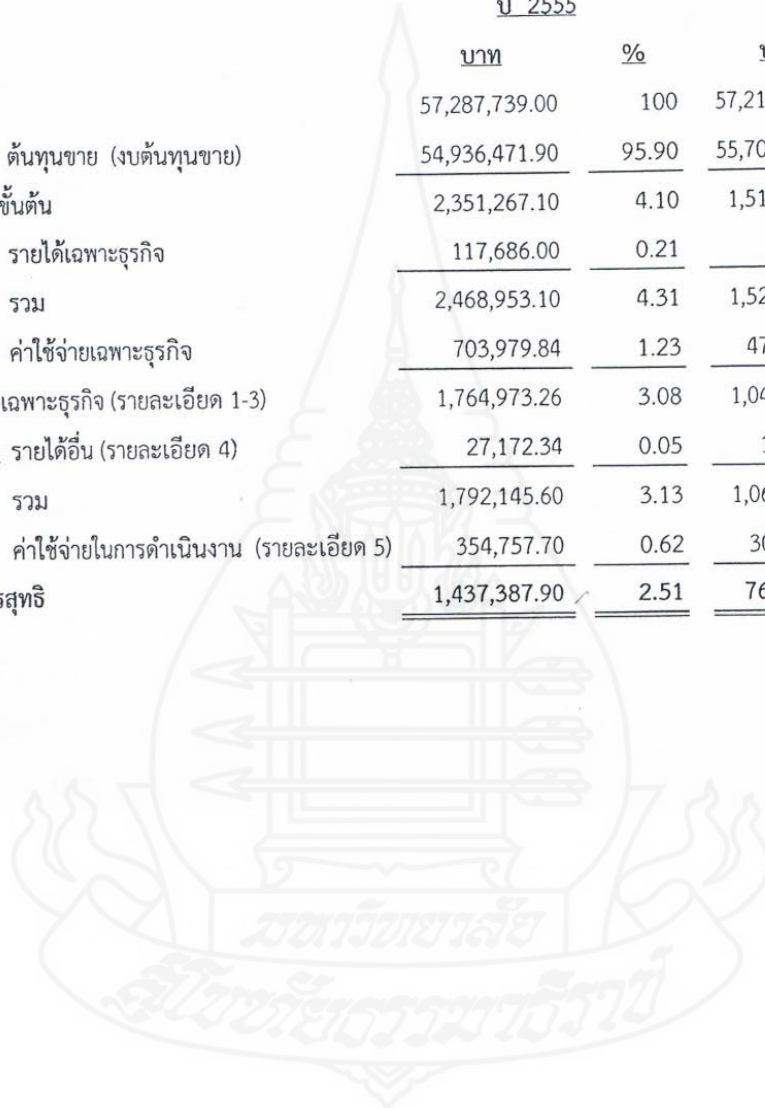 ปี 2555
บาท %
57,287,739.00 100 57,21
ต้นทุนขาย (งบต้นทุนขาย) 54,936,471.90 95.90 55,70
ขั้นต้น 2,351,267.10 4.10 1,51
รายได้เฉพาะธุรกิจ 117,686.00 0.21
รวม 2,468,953.10 4.31 1,52
ค่าใช้จ่ายเฉพาะธุรกิจ 703,979.84 1.23 47
เฉพาะธุรกิจ (รายละเอียด 1-3) 1,764,973.26 3.08 1,04
รายได้อื่น (รายละเอียด 4) 27,172.34 0.05 1
รวม 1,792,145.60 3.13 1,06
ค่าใช้จ่ายในการดำเนินงาน (รายละเอียด 5) 354,757.70 0.62 30
รสุทธิ 1,437,387.90 2.51 76
มหาวิทยาลัย
สุโขทัยธรรมาธิราช